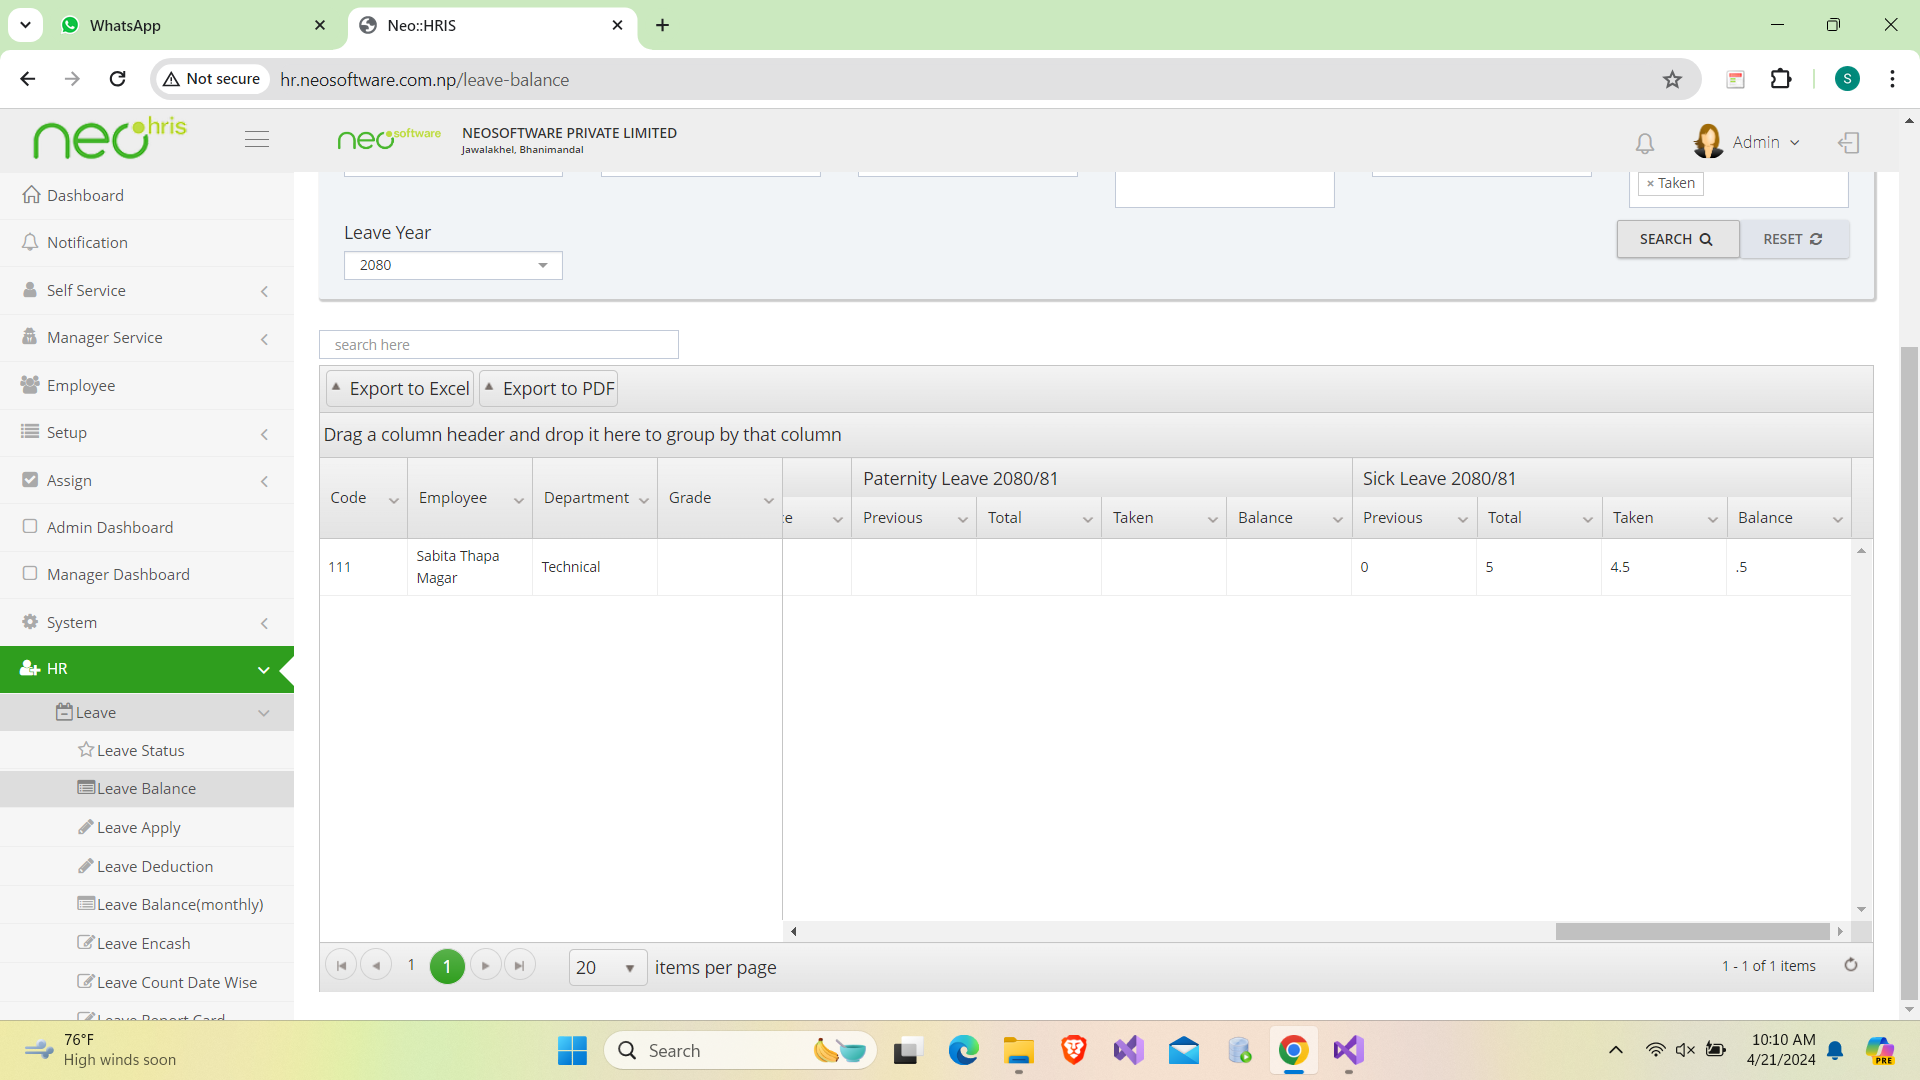 WhatsApp
Neo::HRIS
Not secure
hr.neosoftware.com.np/leave-balance
S
neo hris
neo software
NEOSOFTWARE PRIVATE LIMITED
Jawalakhel, Bhanimandal
Admin
Dashboard
Notification
Self Service
Manager Service
Employee
Setup
Assign
Admin Dashboard
Manager Dashboard
System
HR
Leave
Leave Status
Leave Balance
Leave Apply
Leave Deduction
Leave Balance(monthly)
Leave Encash
Leave Count Date Wise
Leave Report Card
× Taken
Leave Year
2080
SEARCH
RESET
search here
Export to Excel
Export to PDF
Drag a column header and drop it here to group by that column
Code
Employee
Department
Grade
Paternity Leave 2080/81
Sick Leave 2080/81
Previous
Total
Taken
Balance
Previous
Total
Taken
Balance
111
Sabita Thapa
Magar
Technical
0
5
4.5
.5
1
1
20
items per page
1 - 1 of 1 items
76°F
High winds soon
Search
10:10 AM
4/21/2024
PRE